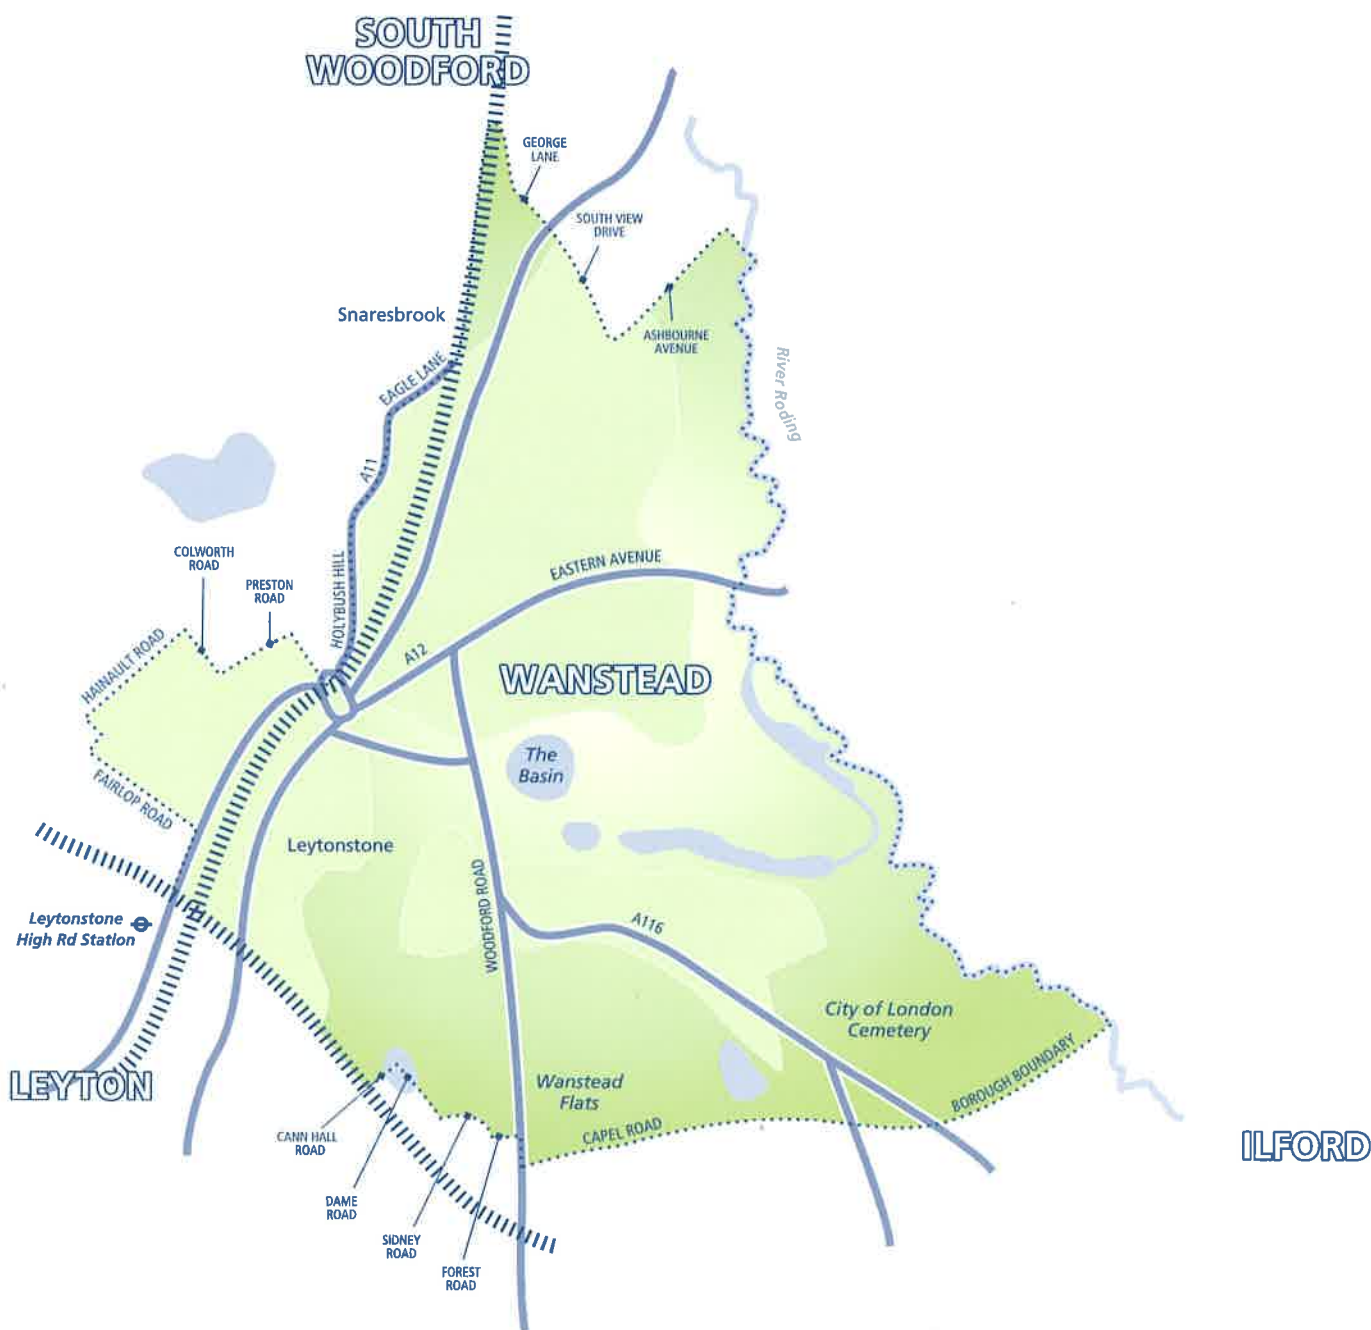 SOUTH
WOODFORD
GEORGE
LANE
SOUTH VIEW
DRIVE
Snaresbrook
ASHBOURNE
AVENUE
River Roding
EAGLE LANE
A11
COLWORTH
ROAD
PRESTON
ROAD
HOLYBUSH HILL
EASTERN AVENUE
HAINAULT ROAD
A12
WANSTEAD
The
Basin
FAIRLOP ROAD
Leytonstone
WOODFORD ROAD
A116
Leytonstone
High Rd Station
City of London
Cemetery
LEYTON
Wanstead
Flats
BOROUGH BOUNDARY
CAPEL ROAD
CANN HALL
ROAD
ILFORD
DAME
ROAD
SIDNEY
ROAD
FOREST
ROAD